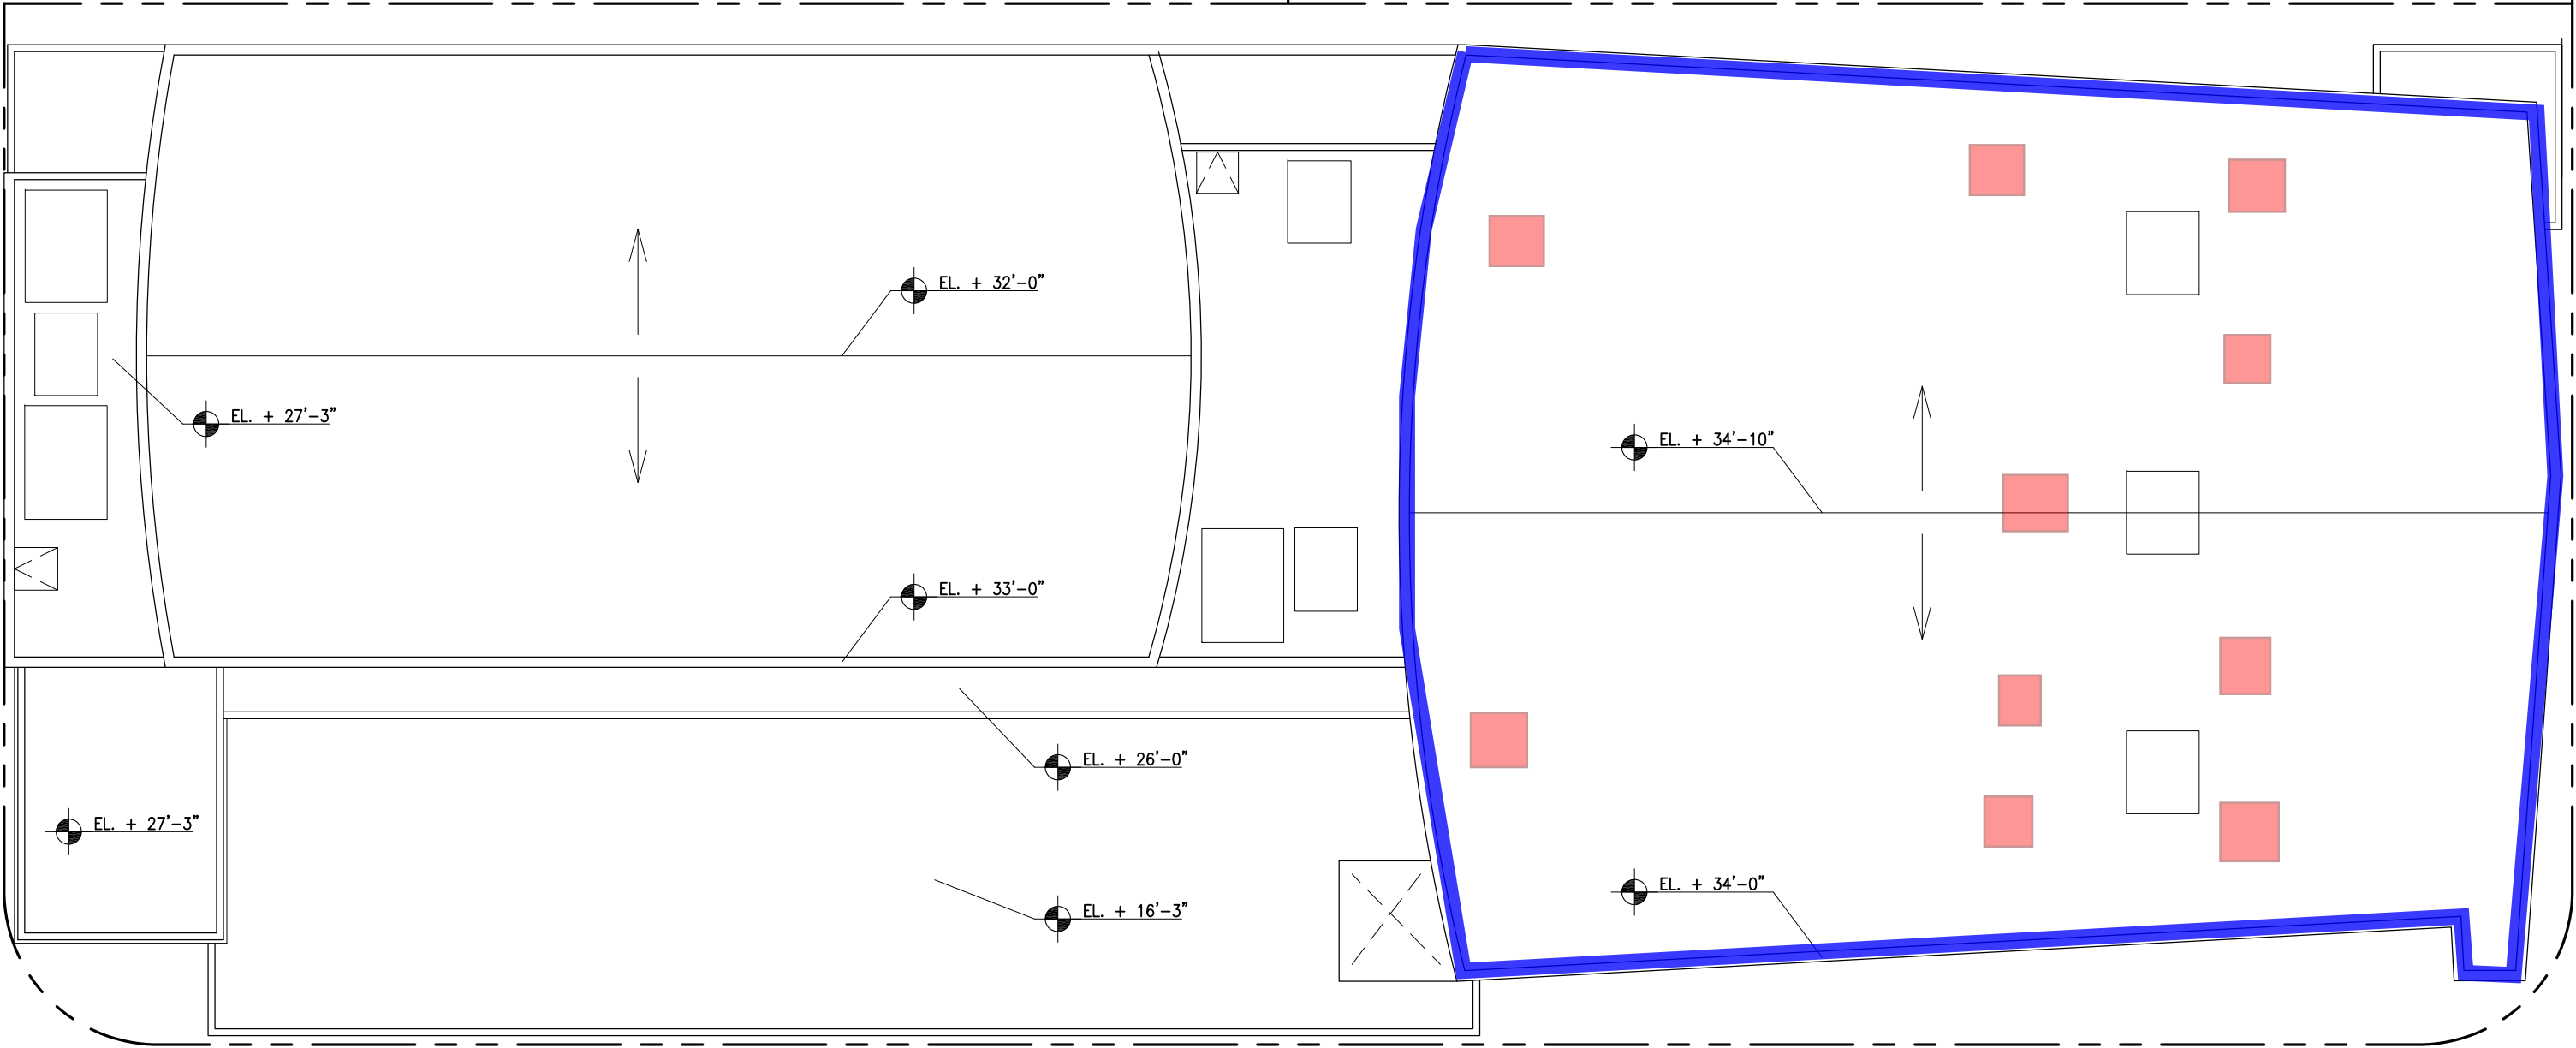 EL. + 32'-0"
EL. + 27'-3"
EL. + 34'-10"
EL. + 33'-0"
EL. + 26'-0"
EL. + 27'-3"
EL. + 34'-0"
EL. + 16'-3"